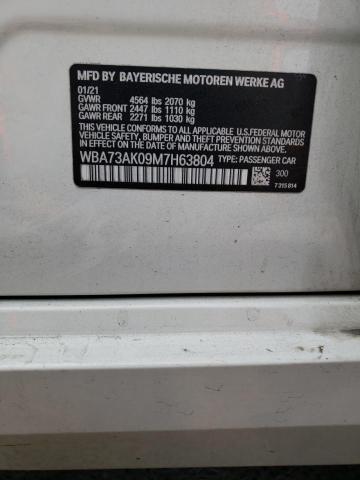 MFD BY BAYERISCHE MOTOREN WERKE AG
01/21
GVWR 4564 lbs 2070 kg
GAWR FRONT 2447 lbs 1110 kg
GAWR REAR 2271 lbs 1030 kg
THIS VEHICLE CONFORMS TO ALL APPLICABLE U.S.FEDERAL MOTOR
VEHICLE SAFETY, BUMPER, AND THEFT PREVENTION STANDARDS
IN EFFECT ON THE DATE OF MANUFACTURE SHOWN ABOVE.
WBA73AK09M7H63804 TYPE: PASSENGER CAR
300
7 315 814